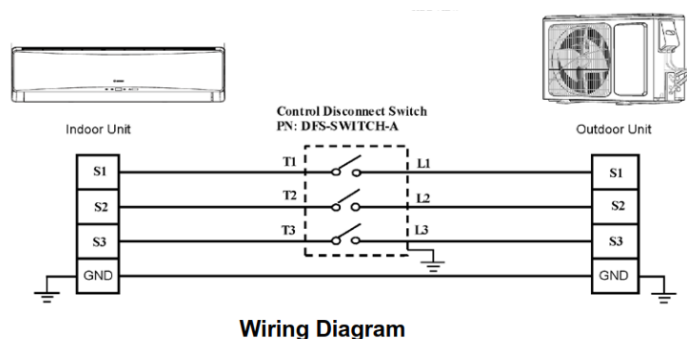 Control Disconnect Switch
PN: DFS-SWITCH-A
Indoor Unit
Outdoor Unit
S1 T1 L1 S1
S2 T2 L2 S2
S3 T3 L3 S3
GND GND
Wiring Diagram